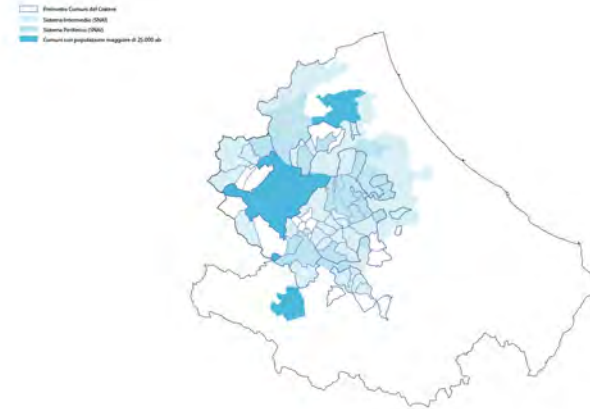 Perimetro Comuni del Cratere
Sistema Intermedio (SNAI)
Sistema Periferico (SNAI)
Comuni con popolazione maggiore di 25.000 ab